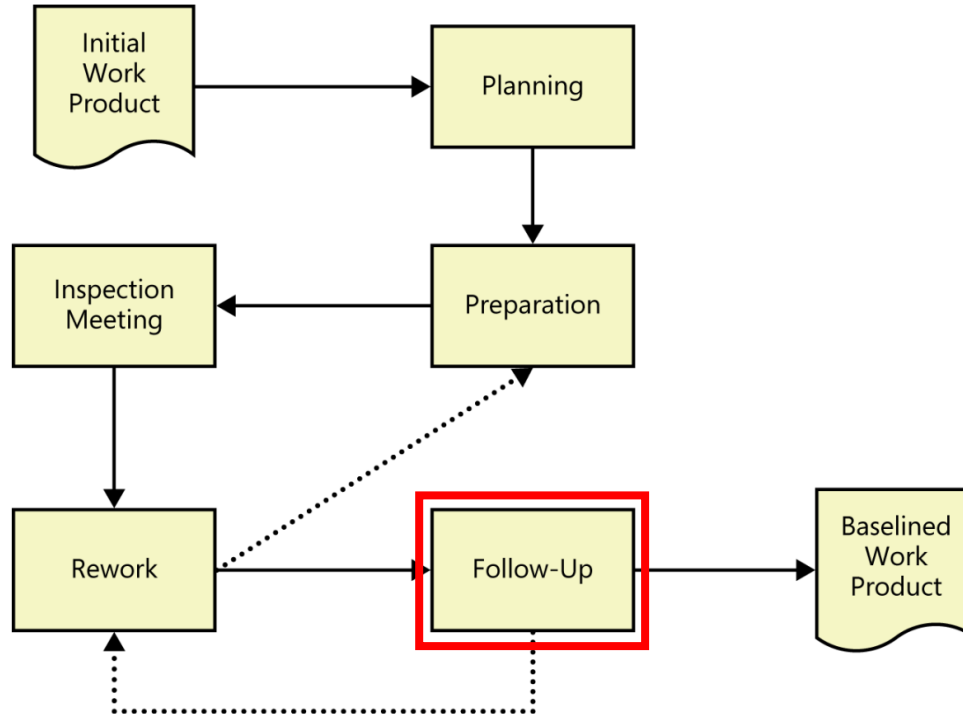 Initial
Work
Product
Planning
Inspection
Meeting
Preparation
Rework
Follow-Up
Baselined
Work
Product